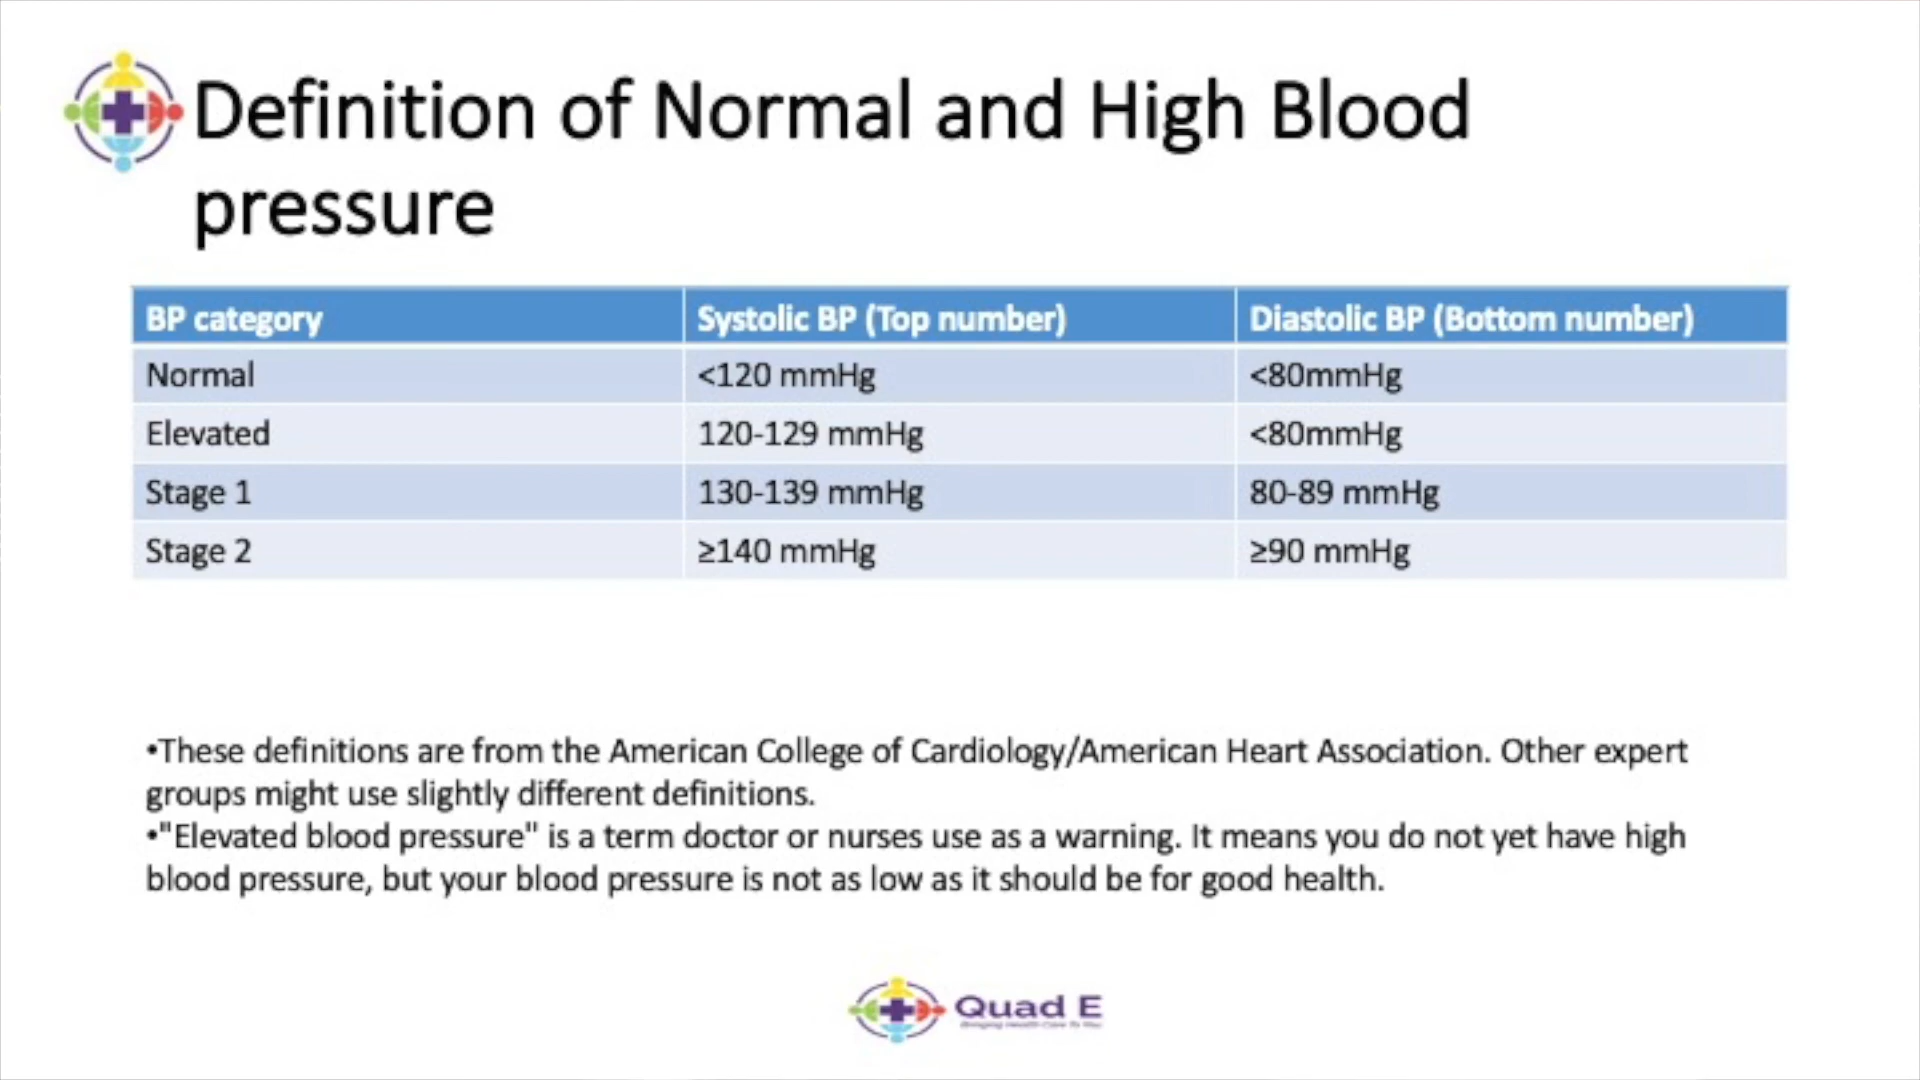 Definition of Normal and High Blood
pressure
BP category Systolic BP (Top number) Diastolic BP (Bottom number)
Normal <120 mmHg <80mmHg
Elevated 120-129 mmHg <80mmHg
Stage 1 130-139 mmHg 80-89 mmHg
Stage 2 ≥140 mmHg ≥90 mmHg
•These definitions are from the American College of Cardiology/American Heart Association. Other expert
groups might use slightly different definitions.
•"Elevated blood pressure" is a term doctor or nurses use as a warning. It means you do not yet have high
blood pressure, but your blood pressure is not as low as it should be for good health.
Quad E
Bringing Health Care To You